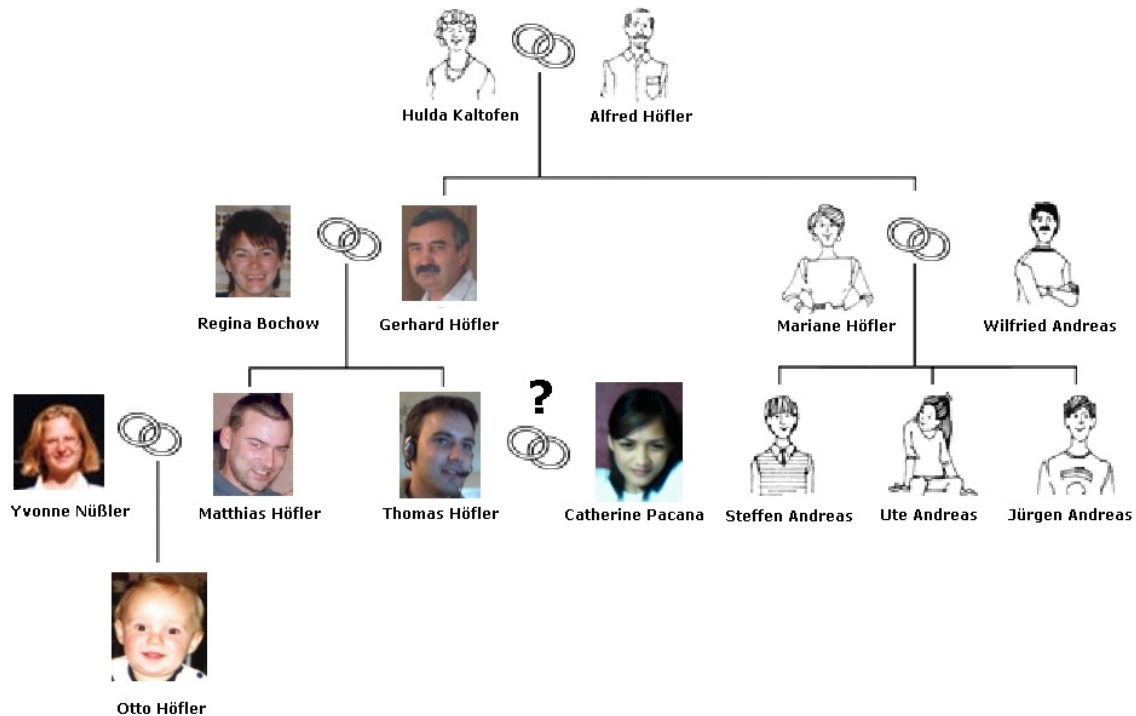 Hulda Kaltofen
Alfred Höfler
Regina Bochow
Gerhard Höfler
Mariane Höfler
Wilfried Andreas
?
Yvonne Nüßler
Matthias Höfler
Thomas Höfler
Catherine Pacana
Steffen Andreas
Ute Andreas
Jürgen Andreas
Otto Höfler